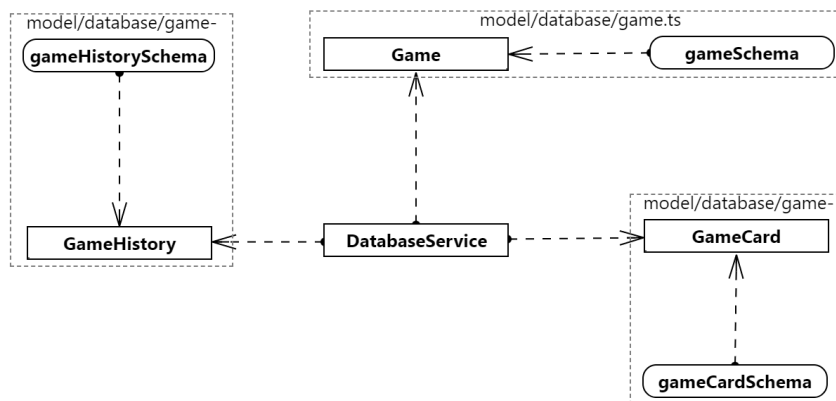 model/database/game-
gameHistorySchema
GameHistory
model/database/game.ts
Game
gameSchema
DatabaseService
model/database/game-
GameCard
gameCardSchema